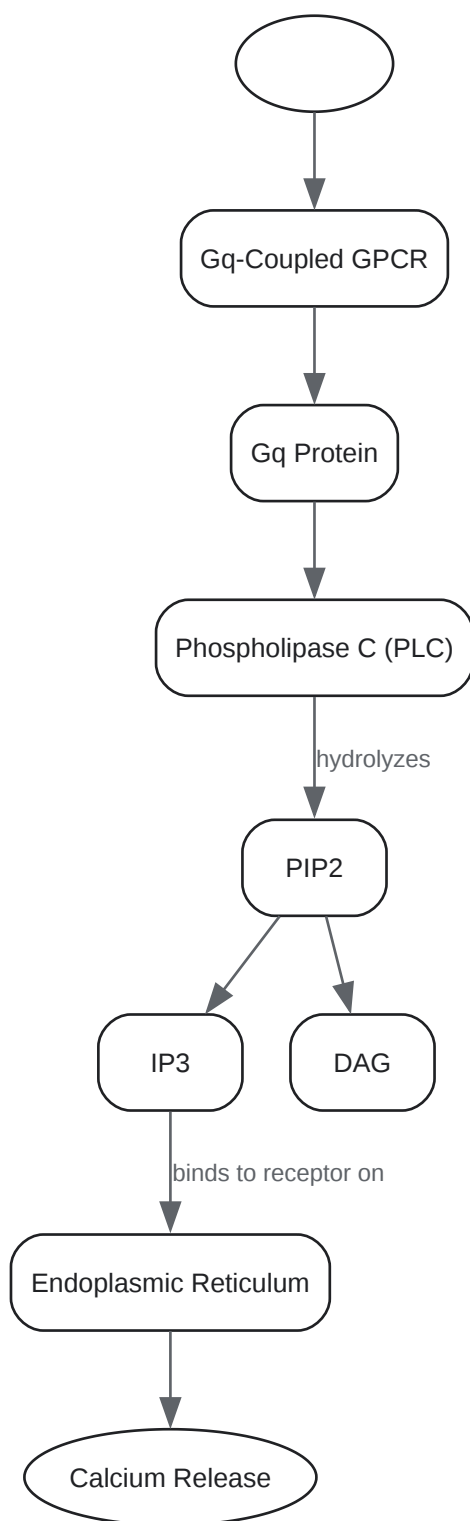 Gq-Coupled GPCR
Gq Protein
Phospholipase C (PLC)
hydrolyzes
PIP2
IP3
DAG
binds to receptor on
Endoplasmic Reticulum
Calcium Release